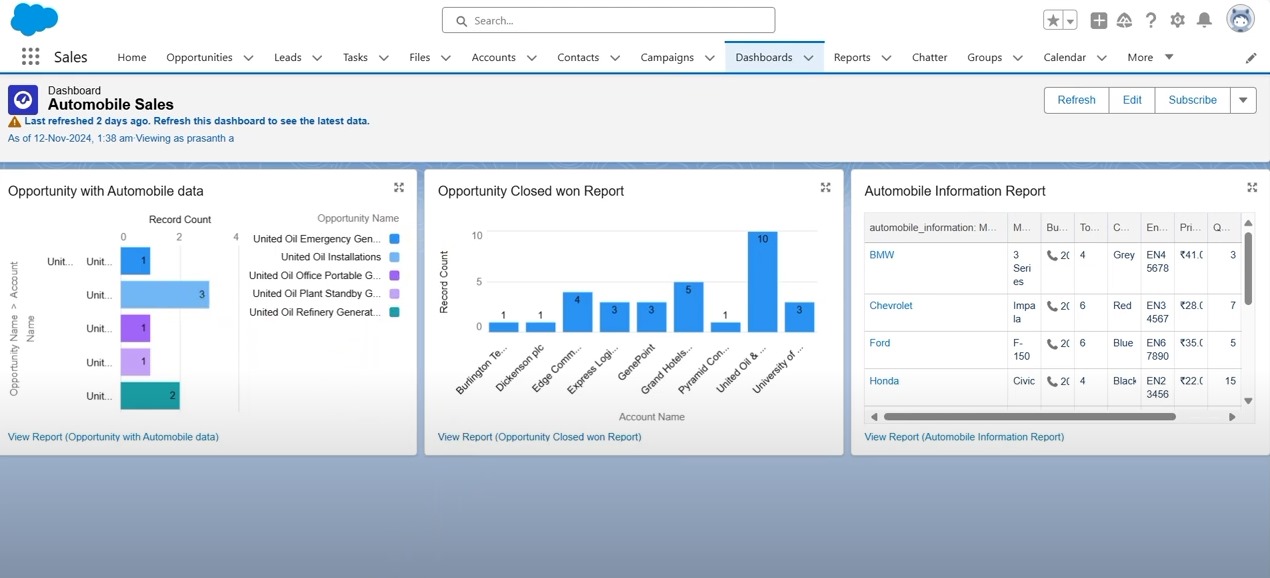 Search...
Sales
Home
Opportunities
Leads
Tasks
Files
Accounts
Contacts
Campaigns
Dashboards
Reports
Chatter
Groups
Calendar
More
Dashboard
Automobile Sales
Last refreshed 2 days ago. Refresh this dashboard to see the latest data.
As of 12-Nov-2024, 1:38 am·Viewing as prasanth a
Refresh
Edit
Subscribe
Opportunity with Automobile data
Record Count
0 2 4
Opportunity Name > Account
Name
Unit... Unit... 1
Unit... 3
Unit... 1
Unit... 1
Unit... 2
Opportunity Name
United Oil Emergency Gen...
United Oil Installations
United Oil Office Portable G...
United Oil Plant Standby G...
United Oil Refinery Generat...
View Report (Opportunity with Automobile data)
Opportunity Closed won Report
Record Count
10
5
0
1 1 4 3 3 5 1 10 3
Burlington Te...
Dickenson plc
Edge Comm...
Express Logi...
GenePoint
Grand Hotels...
Pyramid Con...
United Oil & ...
University of ...
Account Name
View Report (Opportunity Closed won Report)
Automobile Information Report
automobile_information: M... M... Bu... To... C... En... Pri... Q...
BMW 3 Seri es 20 4 Grey EN4 5678 ₹41.0 3
Chevrolet Impa la 20 6 Red EN3 4567 ₹28.0 7
Ford F- 150 20 6 Blue EN6 7890 ₹35.0 5
Honda Civic 20 4 Black EN2 3456 ₹22.0 15
View Report (Automobile Information Report)